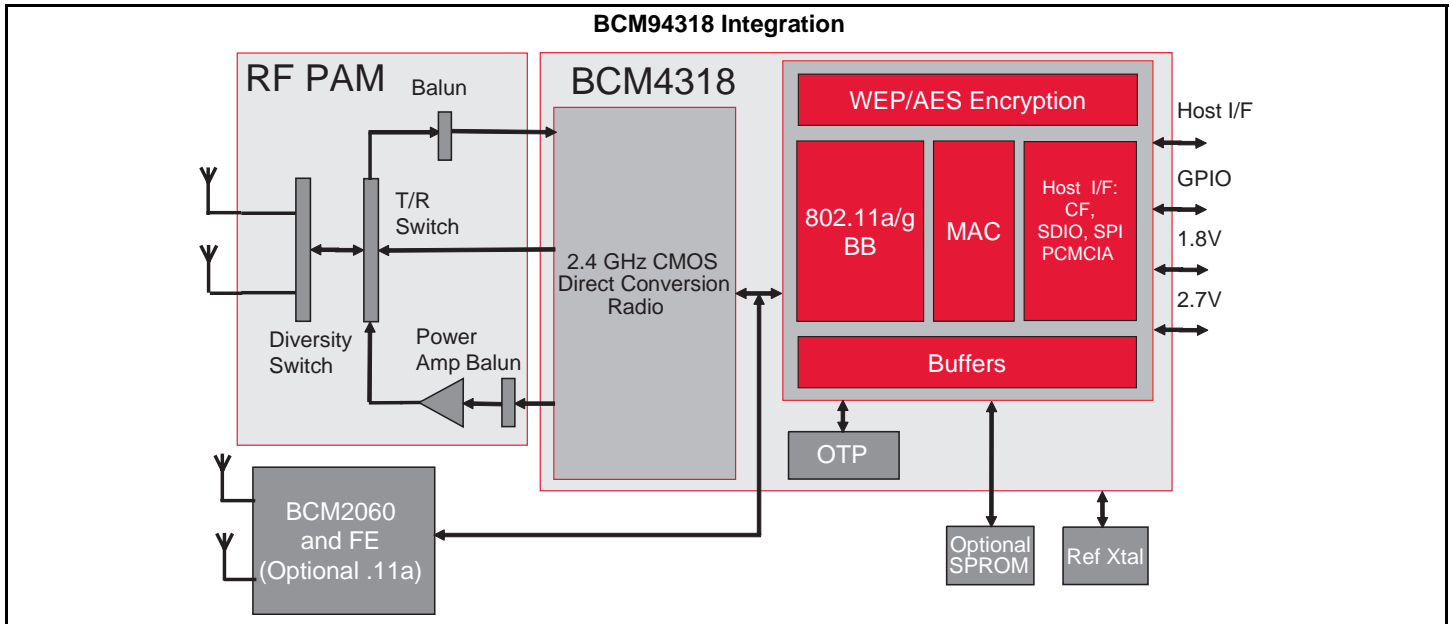 BCM94318 Integration
RF PAM
Balun
T/R
Switch
Diversity
Switch
Power
Amp Balun
BCM4318
2.4 GHz CMOS
Direct Conversion
Radio
WEP/AES Encryption
802.11a/g
BB
MAC
Host I/F:
CF,
SDIO, SPI
PCMCIA
Buffers
Host I/F
GPIO
1.8V
2.7V
OTP
BCM2060
and FE
(Optional .11a)
Optional
SPROM
Ref Xtal